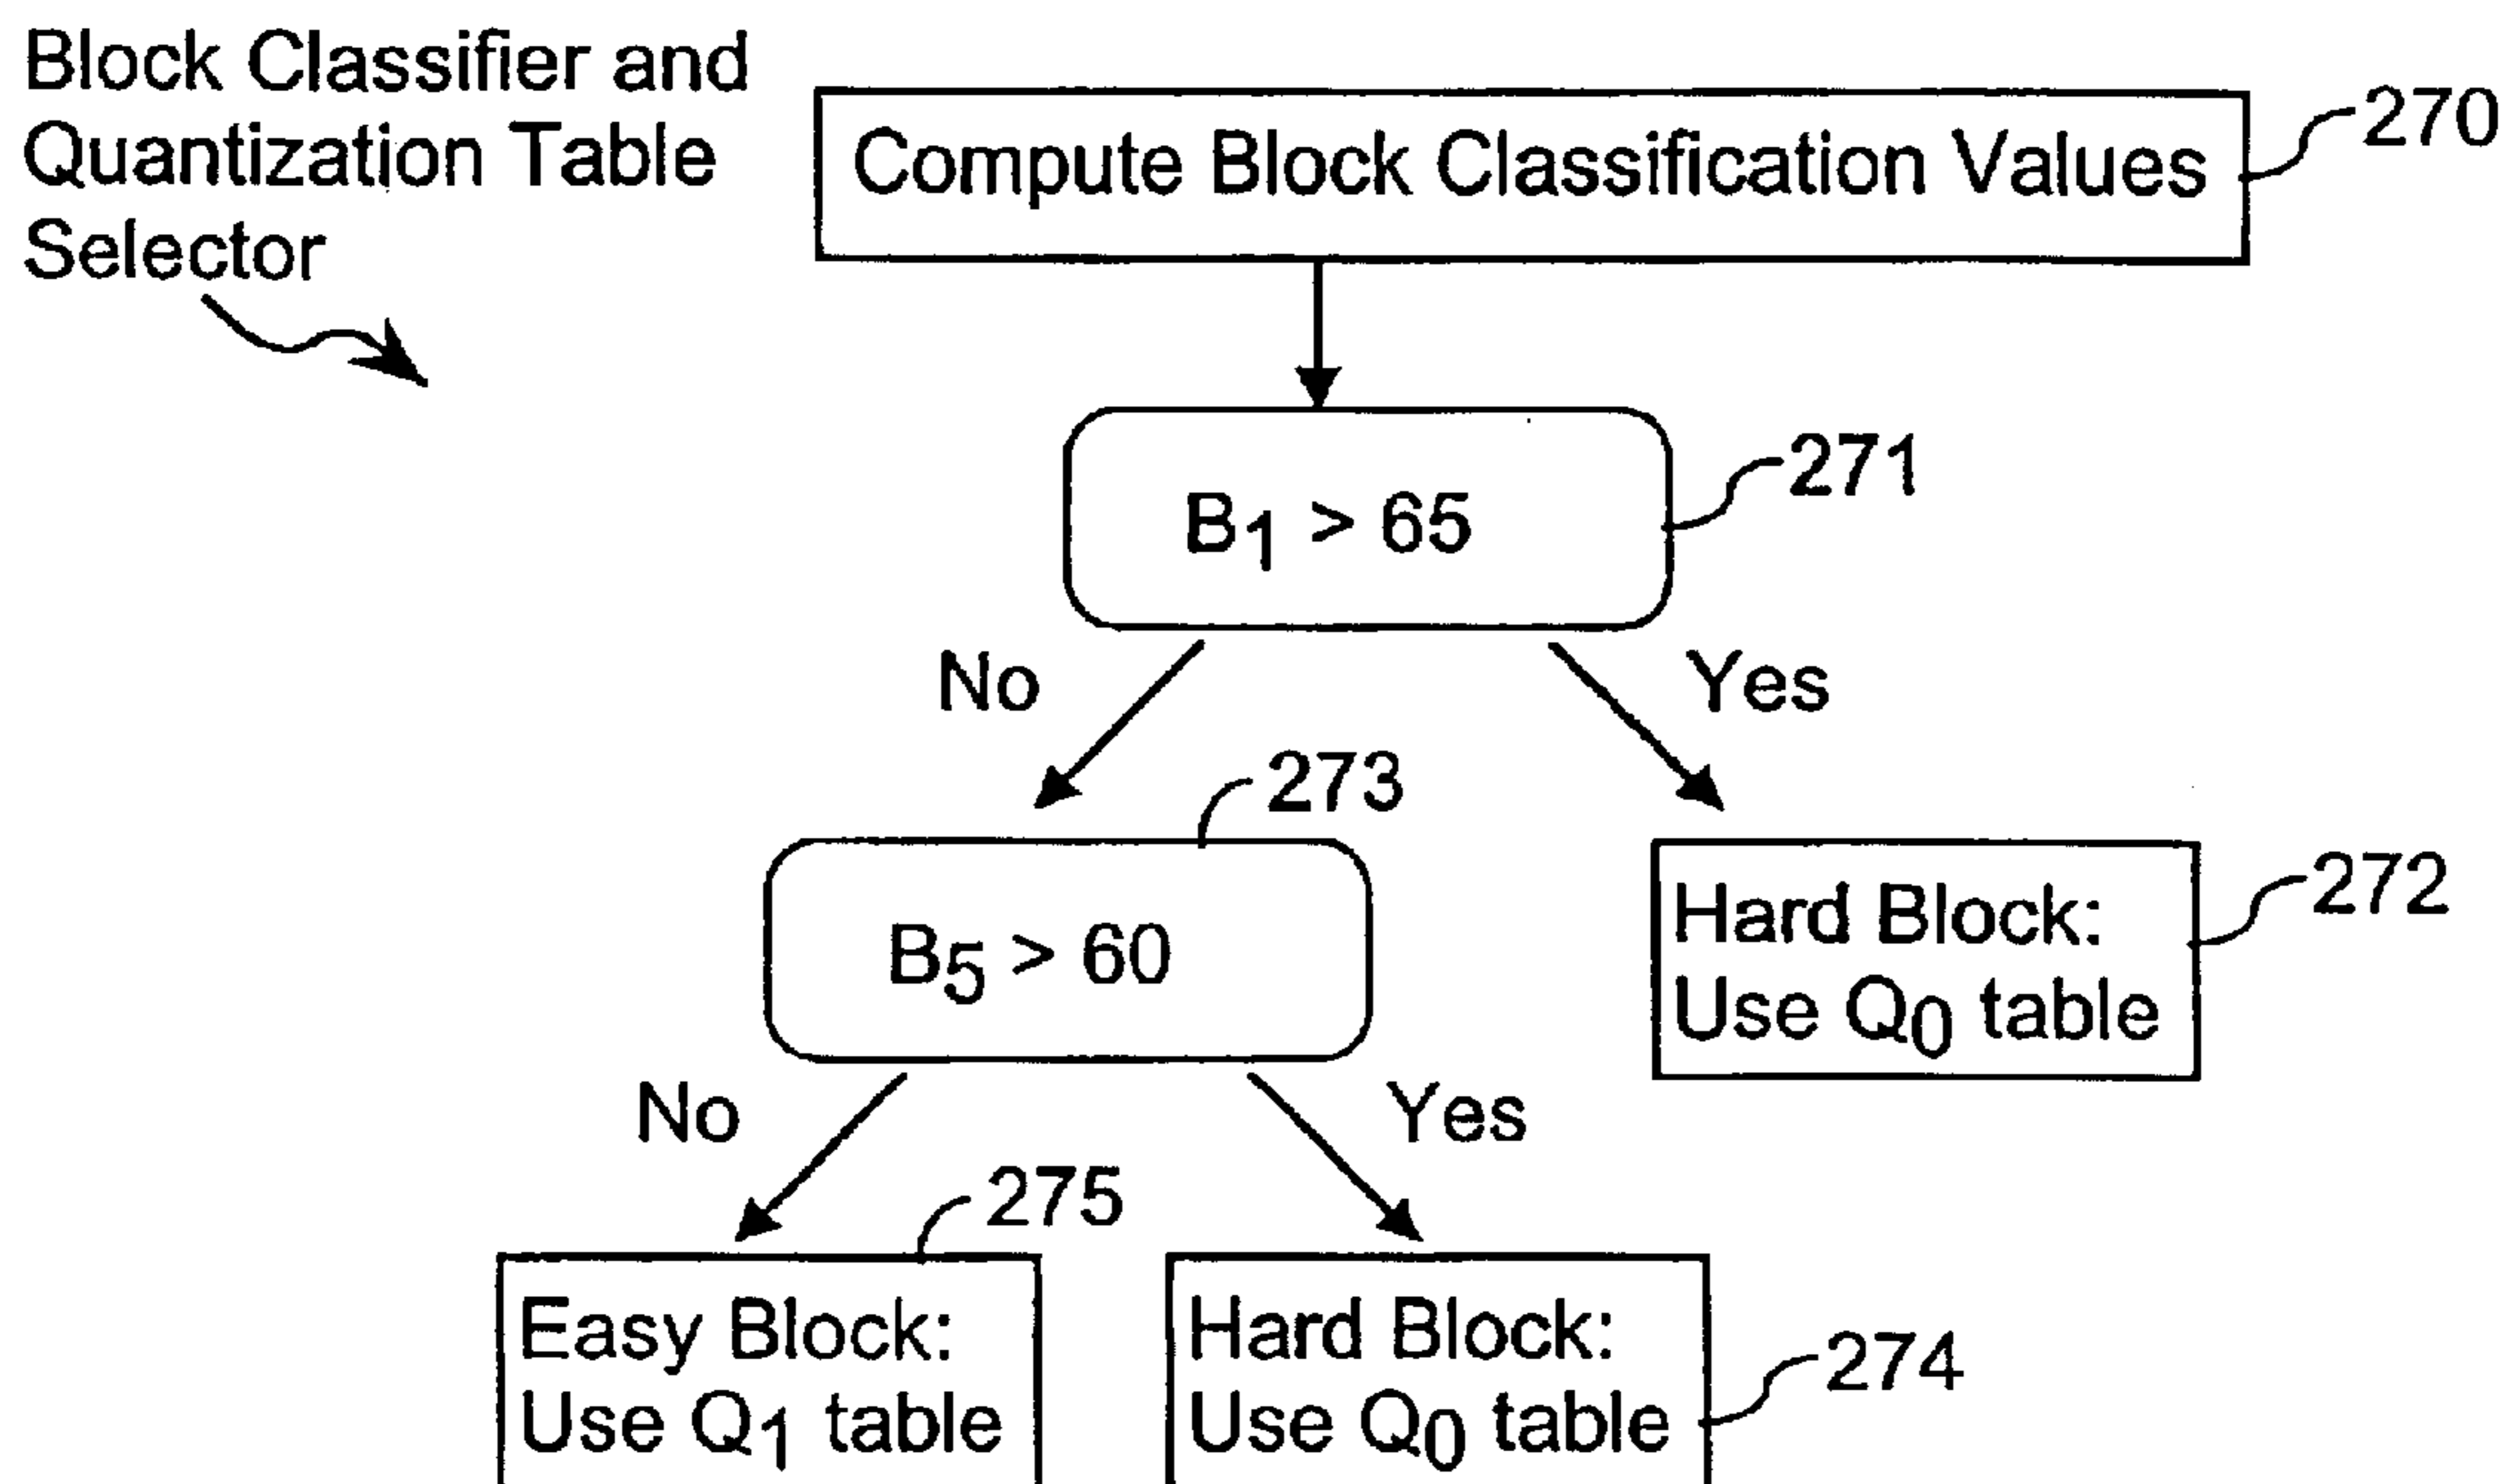 Block Classifier and
Quantization Table
Selector
Compute Block Classification Values
270
B1 > 65
271
No
Yes
273
B5 > 60
Hard Block:
Use Q0 table
272
No
Yes
275
Easy Block:
Use Q1 table
Hard Block:
Use Q0 table
274